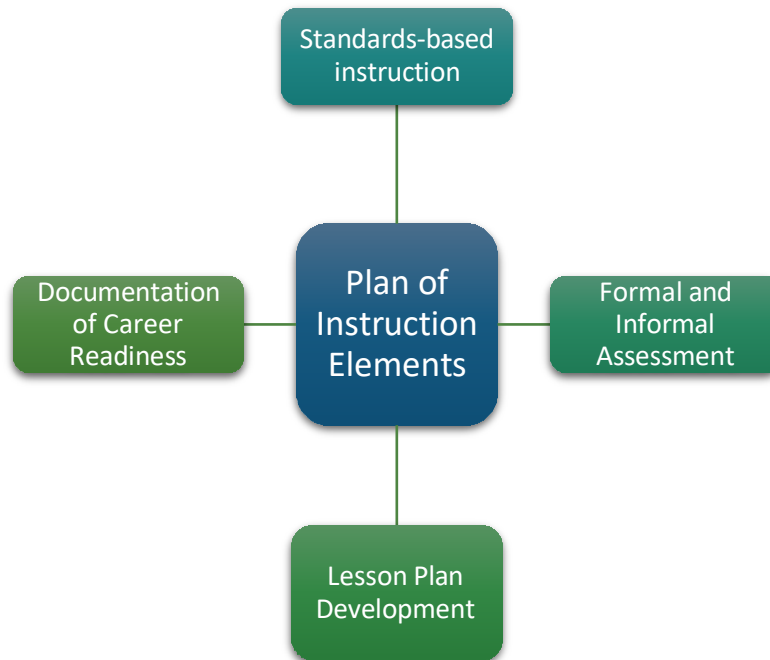 Standards-based
instruction
Documentation
of Career
Readiness
Plan of
Instruction
Elements
Formal and
Informal
Assessment
Lesson Plan
Development